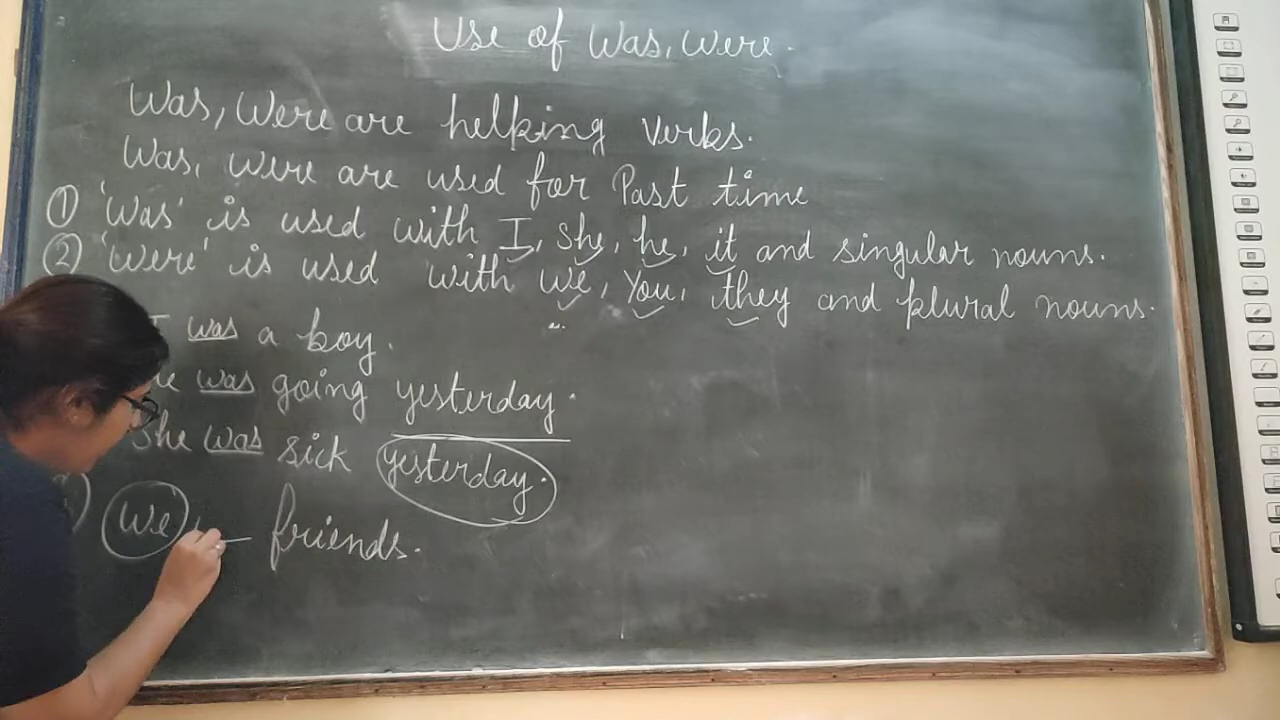 Use of Was, Were.
Was, Were are helping verbs.
Was, Were are used for Past time
① 'Was' is used with I, She, he, it and singular nouns.
② 'Were' is used with we, You, they and plural nouns.
I was a boy.
was going yesterday.
She was sick yesterday.
We friends.